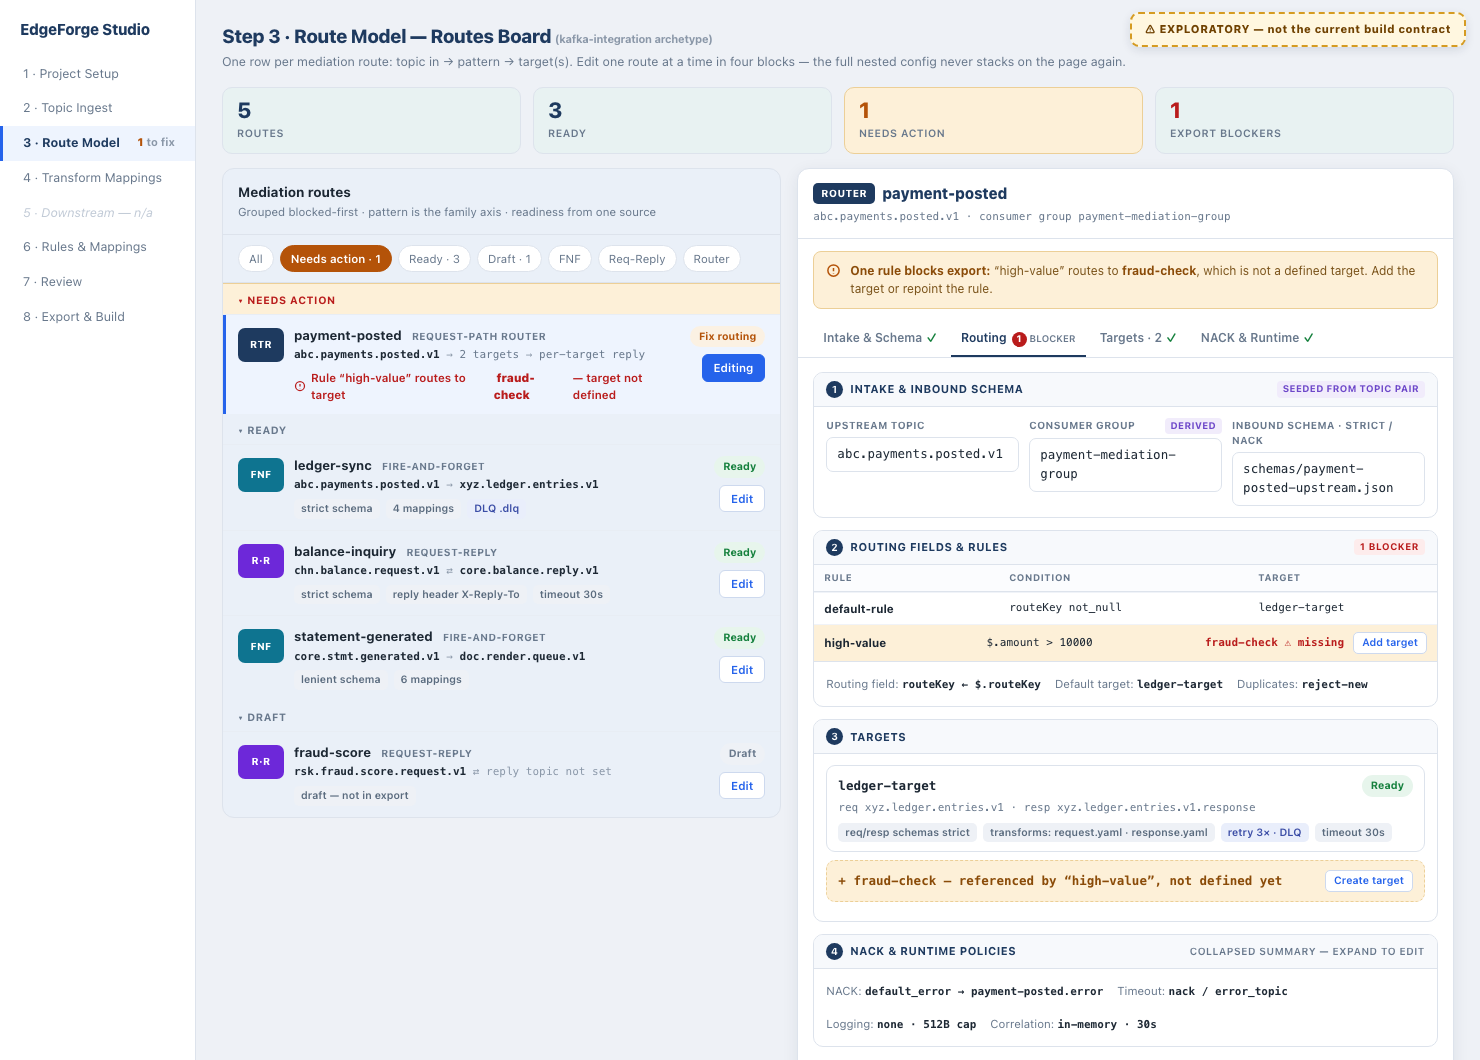 EdgeForge Studio
1 · Project Setup
2 · Topic Ingest
3 · Route Model 1 to fix
4 · Transform Mappings
5 · Downstream — n/a
6 · Rules & Mappings
7 · Review
8 · Export & Build
⚠ EXPLORATORY — not the current build contract
Step 3 · Route Model — Routes Board (kafka-integration archetype)
One row per mediation route: topic in → pattern → target(s). Edit one route at a time in four blocks — the full nested config never stacks on the page again.
5
ROUTES
3
READY
1
NEEDS ACTION
1
EXPORT BLOCKERS
Mediation routes
Grouped blocked-first · pattern is the family axis · readiness from one source
All Needs action · 1 Ready · 3 Draft · 1 FNF Req-Reply Router
▾ NEEDS ACTION
RTR payment-posted REQUEST-PATH ROUTER Fix routing
abc.payments.posted.v1 → 2 targets → per-target reply
Editing
Rule “high-value” routes to target fraud-check — target not defined
▾ READY
FNF ledger-sync FIRE-AND-FORGET Ready
abc.payments.posted.v1 → xyz.ledger.entries.v1
strict schema 4 mappings DLQ .dlq Edit
R·R balance-inquiry REQUEST-REPLY Ready
chn.balance.request.v1 ⇄ core.balance.reply.v1
strict schema reply header X-Reply-To timeout 30s Edit
FNF statement-generated FIRE-AND-FORGET Ready
core.stmt.generated.v1 → doc.render.queue.v1
lenient schema 6 mappings Edit
▾ DRAFT
R·R fraud-score REQUEST-REPLY Draft
rsk.fraud.score.request.v1 ⇄ reply topic not set
draft — not in export Edit
ROUTER payment-posted
abc.payments.posted.v1 · consumer group payment-mediation-group
One rule blocks export: “high-value” routes to fraud-check, which is not a defined target. Add the
target or repoint the rule.
Intake & Schema ✓ Routing 1 BLOCKER Targets · 2 ✓ NACK & Runtime ✓
1 INTAKE & INBOUND SCHEMA SEEDED FROM TOPIC PAIR
UPSTREAM TOPIC
abc.payments.posted.v1
CONSUMER GROUP DERIVED
payment-mediation-
group
INBOUND SCHEMA · STRICT /
NACK
schemas/payment-
posted-upstream.json
2 ROUTING FIELDS & RULES 1 BLOCKER
RULE CONDITION TARGET
default-rule routeKey not_null ledger-target
high-value $.amount > 10000 fraud-check ⚠ missing Add target
Routing field: routeKey ← $.routeKey Default target: ledger-target Duplicates: reject-new
3 TARGETS
ledger-target Ready
req xyz.ledger.entries.v1 · resp xyz.ledger.entries.v1.response
req/resp schemas strict transforms: request.yaml · response.yaml retry 3× · DLQ timeout 30s
+ fraud-check — referenced by “high-value”, not defined yet Create target
4 NACK & RUNTIME POLICIES COLLAPSED SUMMARY — EXPAND TO EDIT
NACK: default_error → payment-posted.error Timeout: nack / error_topic
Logging: none · 512B cap Correlation: in-memory · 30s